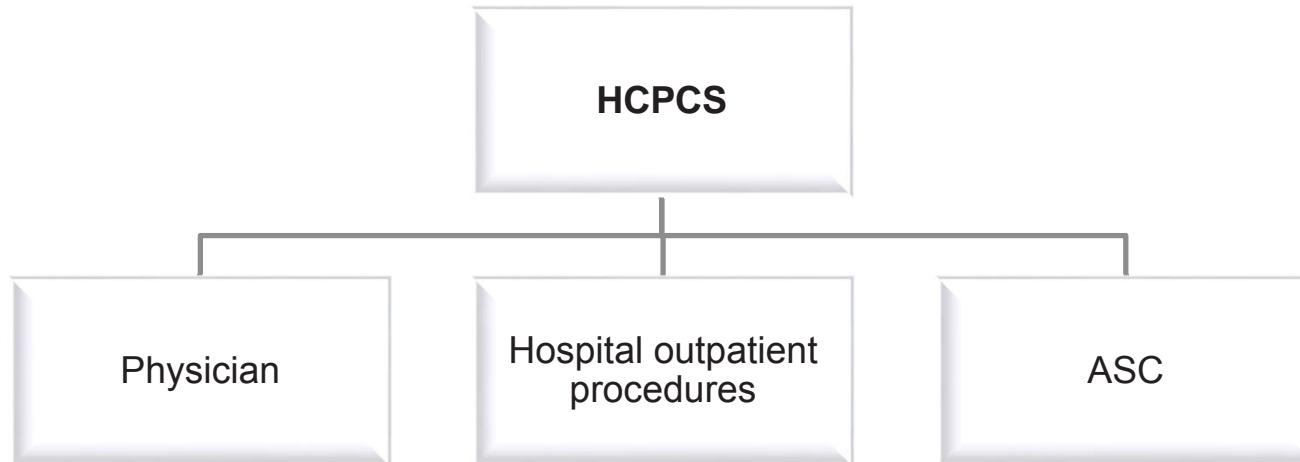 HCPCS
Physician
Hospital outpatient
procedures
ASC